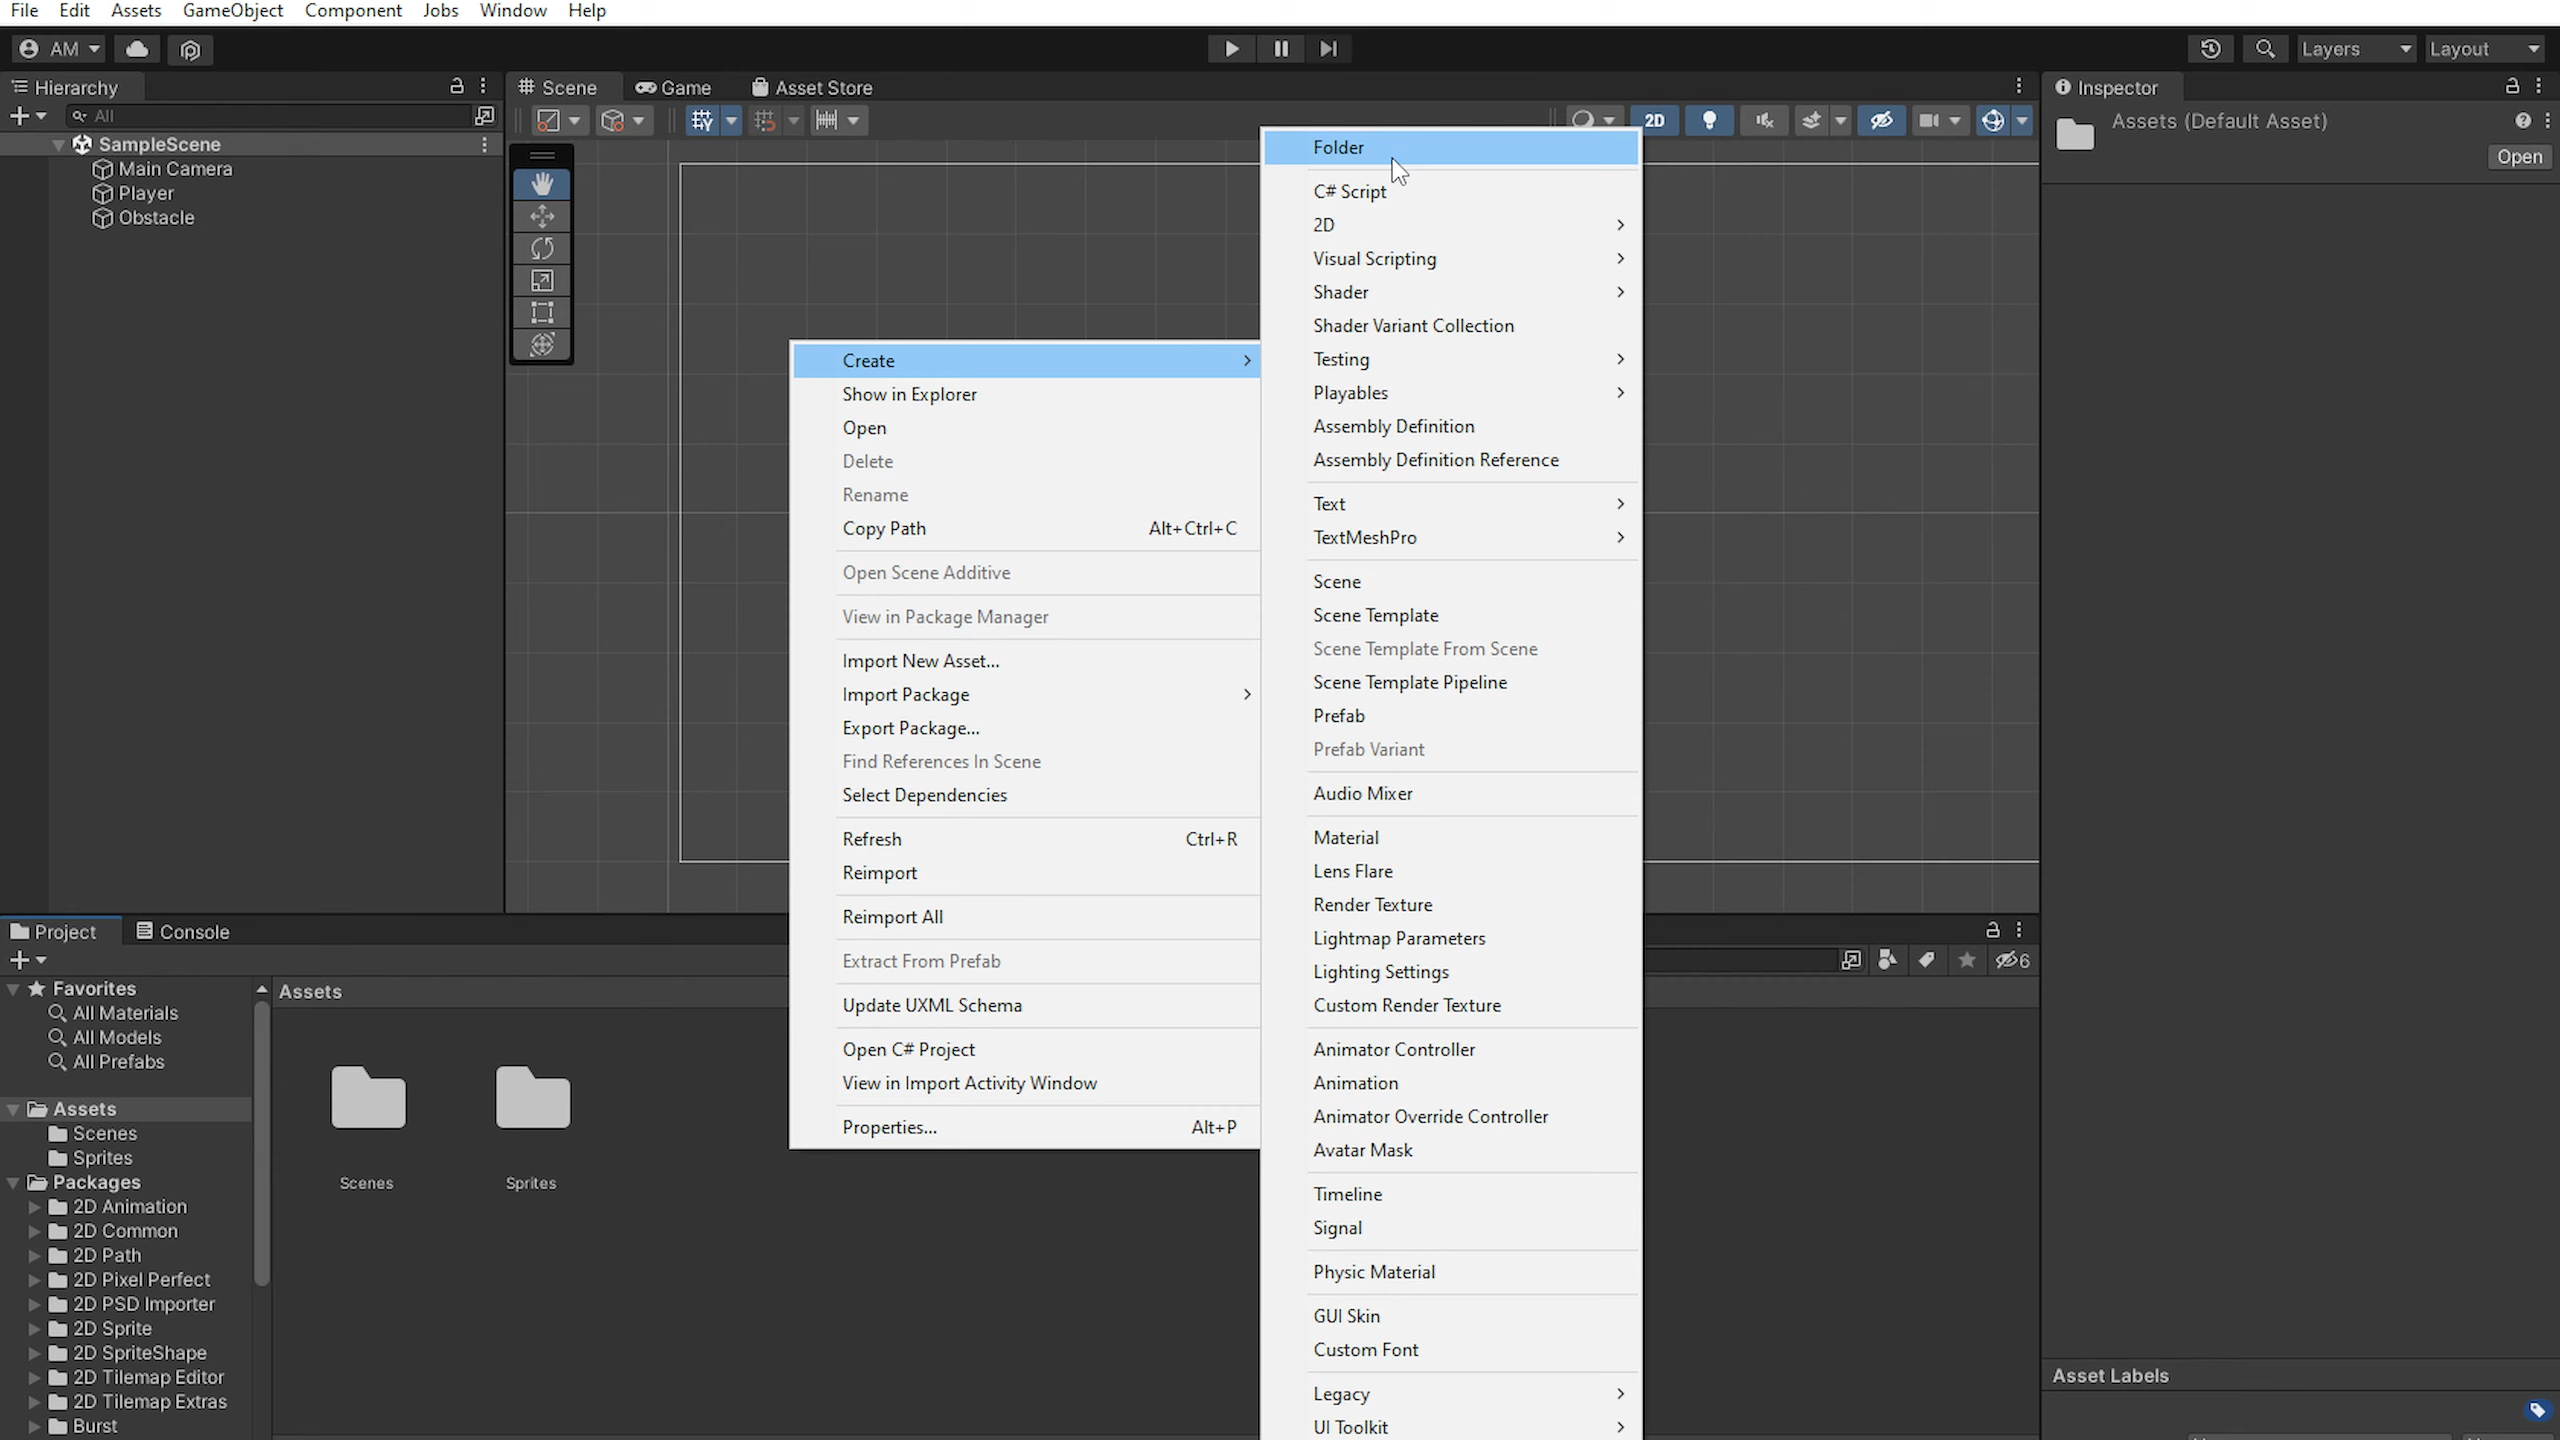 File Edit Assets GameObject Component Jobs Window Help
AM Layers Layout
Hierarchy
All
SampleScene
Main Camera
Player
Obstacle
Scene Game Asset Store
2D
Inspector
Assets (Default Asset)
Open
Create
Show in Explorer
Open
Delete
Rename
Copy Path Alt+Ctrl+C
Open Scene Additive
View in Package Manager
Import New Asset...
Import Package
Export Package...
Find References In Scene
Select Dependencies
Refresh Ctrl+R
Reimport
Reimport All
Extract From Prefab
Update UXML Schema
Open C# Project
View in Import Activity Window
Properties... Alt+P
Folder
C# Script
2D
Visual Scripting
Shader
Shader Variant Collection
Testing
Playables
Assembly Definition
Assembly Definition Reference
Text
TextMeshPro
Scene
Scene Template
Scene Template From Scene
Scene Template Pipeline
Prefab
Prefab Variant
Audio Mixer
Material
Lens Flare
Render Texture
Lightmap Parameters
Lighting Settings
Custom Render Texture
Animator Controller
Animation
Animator Override Controller
Avatar Mask
Timeline
Signal
Physic Material
GUI Skin
Custom Font
Legacy
UI Toolkit
Project Console
6
Favorites
All Materials
All Models
All Prefabs
Assets
Scenes
Sprites
Packages
2D Animation
2D Common
2D Path
2D Pixel Perfect
2D PSD Importer
2D Sprite
2D SpriteShape
2D Tilemap Editor
2D Tilemap Extras
Burst
Assets
Scenes Sprites
Asset Labels